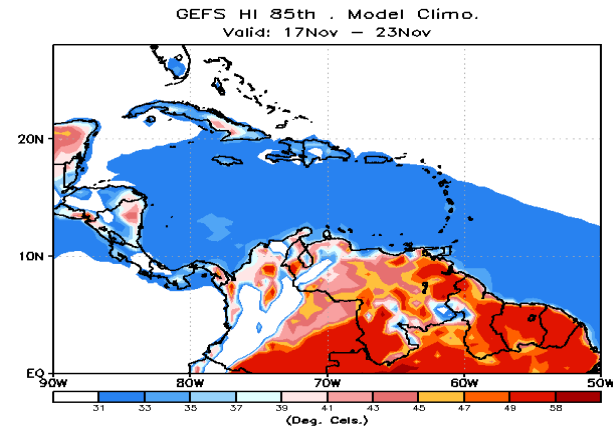 GEFS HI 85th . Model Climo.
Valid: 17Nov – 23Nov
20N
10N
EQ
90W 80W 70W 60W 50W
31 33 35 37 39 41 43 45 47 49 58
(Deg. Cels.)